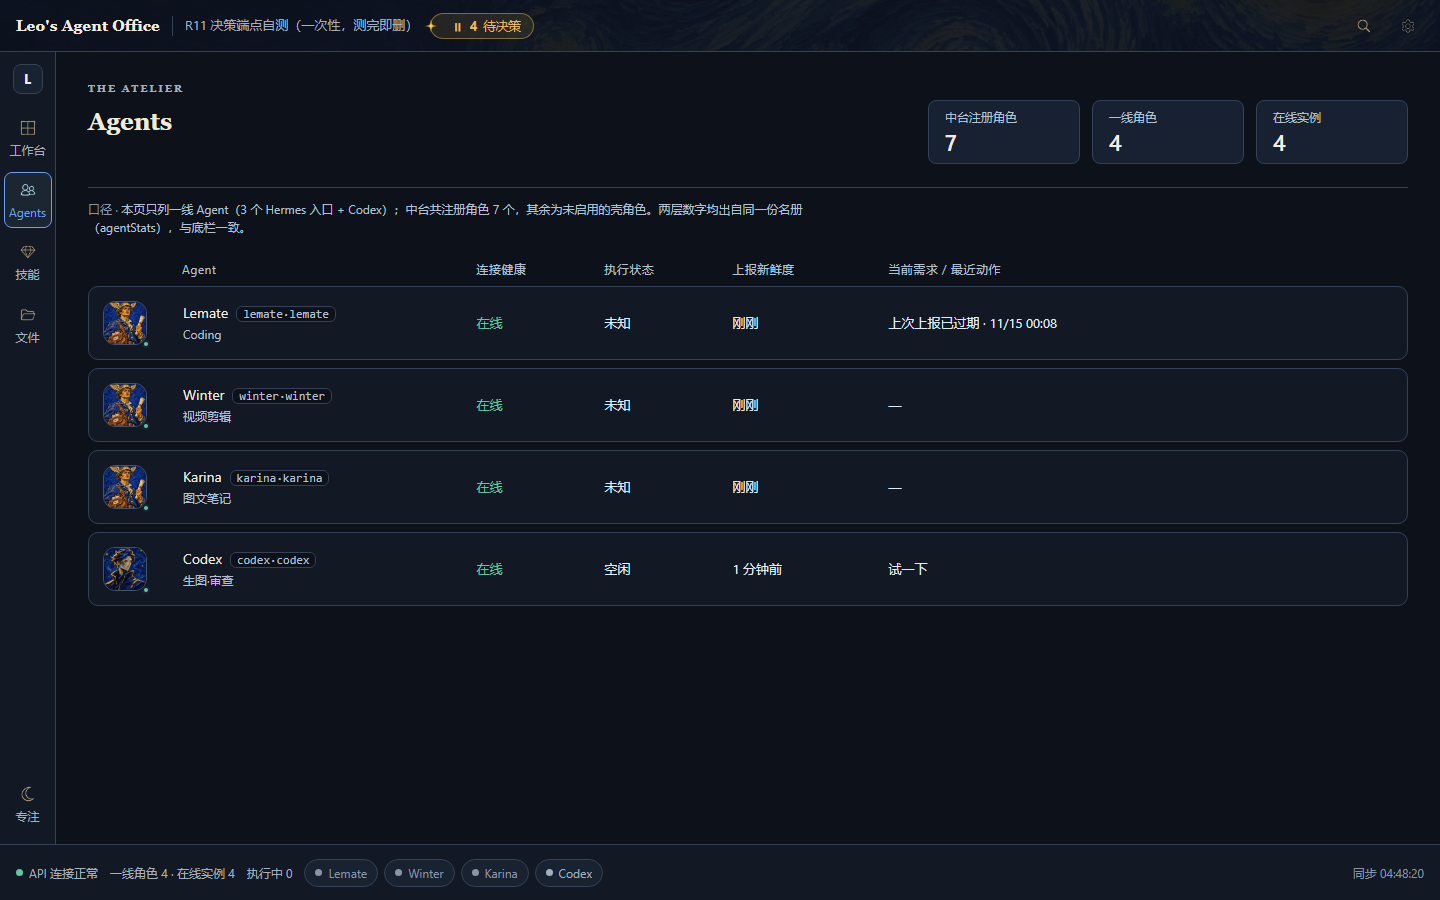 Leo's Agent Office
R11 决策端点自测（一次性，测完即删）
4 待决策
L
工作台
Agents
技能
文件
专注
THE ATELIER
Agents
中台注册角色
7
一线角色
4
在线实例
4
口径 · 本页只列一线 Agent（3 个 Hermes 入口 + Codex）；中台共注册角色 7 个，其余为未启用的壳角色。两层数字均出自同一份名册
（agentStats），与底栏一致。
Agent 连接健康 执行状态 上报新鲜度 当前需求 / 最近动作
Lemate lemate·lemate
Coding
在线 未知 刚刚 上次上报已过期 · 11/15 00:08
Winter winter·winter
视频剪辑
在线 未知 刚刚 —
Karina karina·karina
图文笔记
在线 未知 刚刚 —
Codex codex·codex
生图·审查
在线 空闲 1 分钟前 试一下
API 连接正常 一线角色 4 · 在线实例 4 执行中 0 Lemate Winter Karina Codex 同步 04:48:20